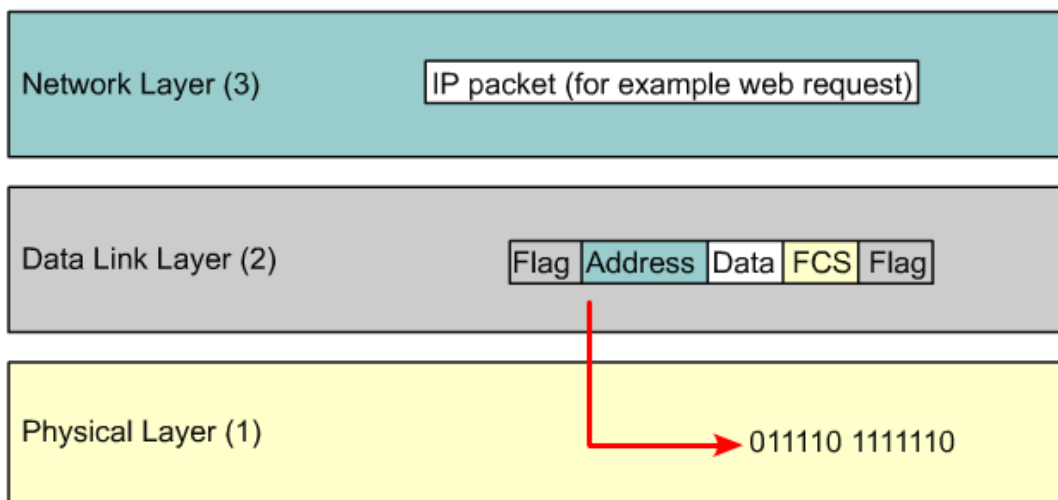 Network Layer (3)
IP packet (for example web request)
Data Link Layer (2)
Flag Address Data FCS Flag
Physical Layer (1)
011110 1111110